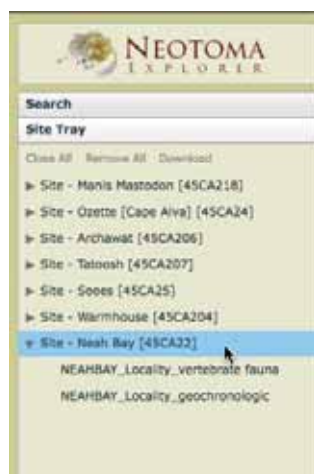 NEOTOMA
EXPLORER
Search
Site Tray
Close All Remove All Download
Site - Manis Mastodon [45CA218]
Site - Ozette [Cape Alva] [45CA24]
Site - Archawat [45CA206]
Site - Tatoosh [45CA207]
Site - Sooes [45CA25]
Site - Warmhouse [45CA204]
Site - Neah Bay [45CA22]
NEAHBAY_Locality_vertebrate fauna
NEAHBAY_Locality_geochronologic